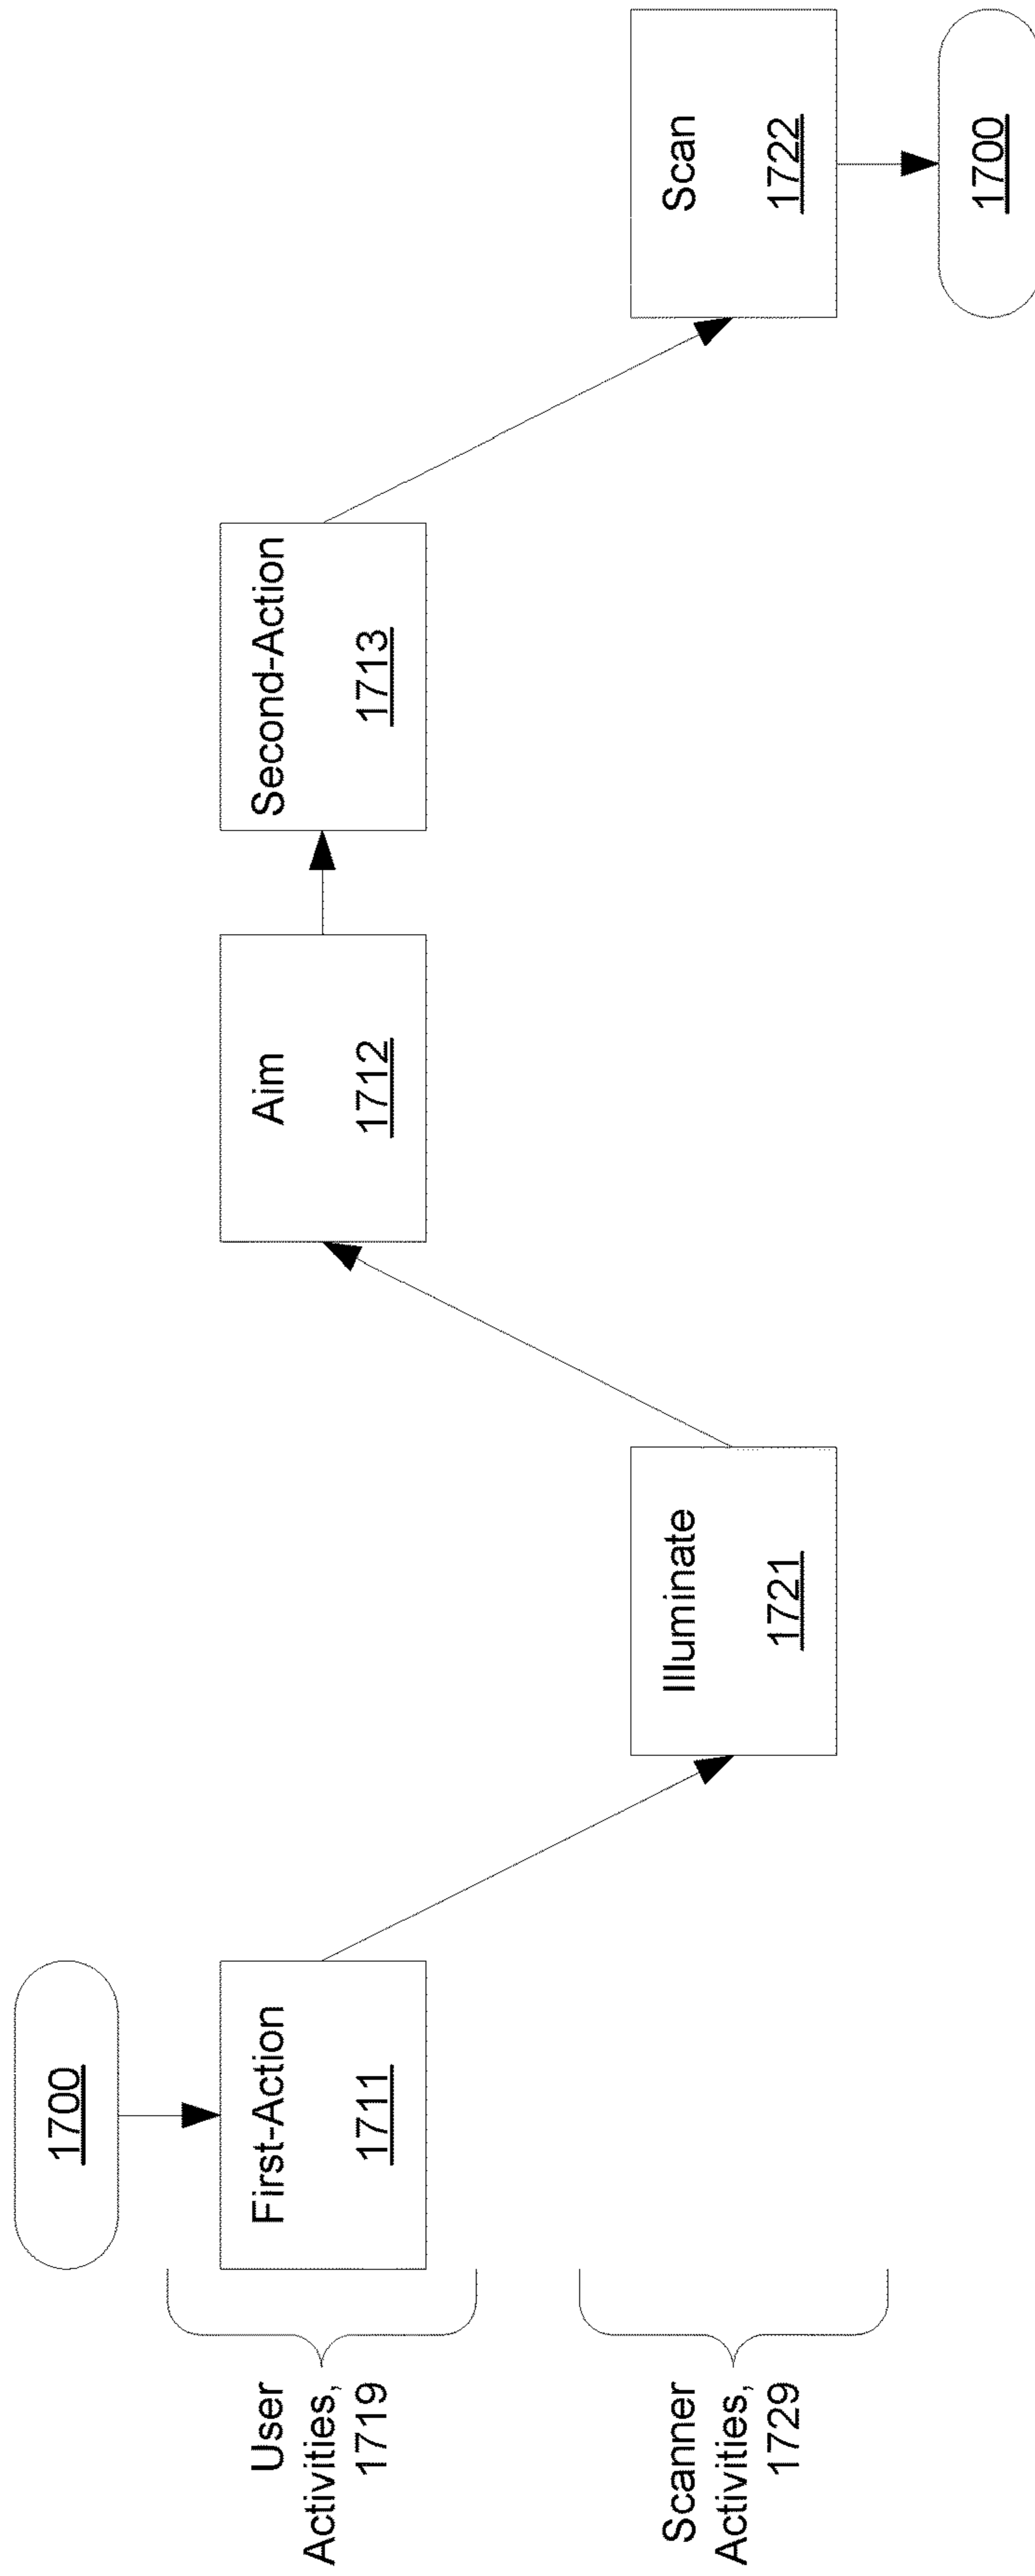 1700
First-Action
1711
User
Activities,
1719
Illuminate
1721
Scanner
Activities,
1729
Aim
1712
Second-Action
1713
Scan
1722
1700